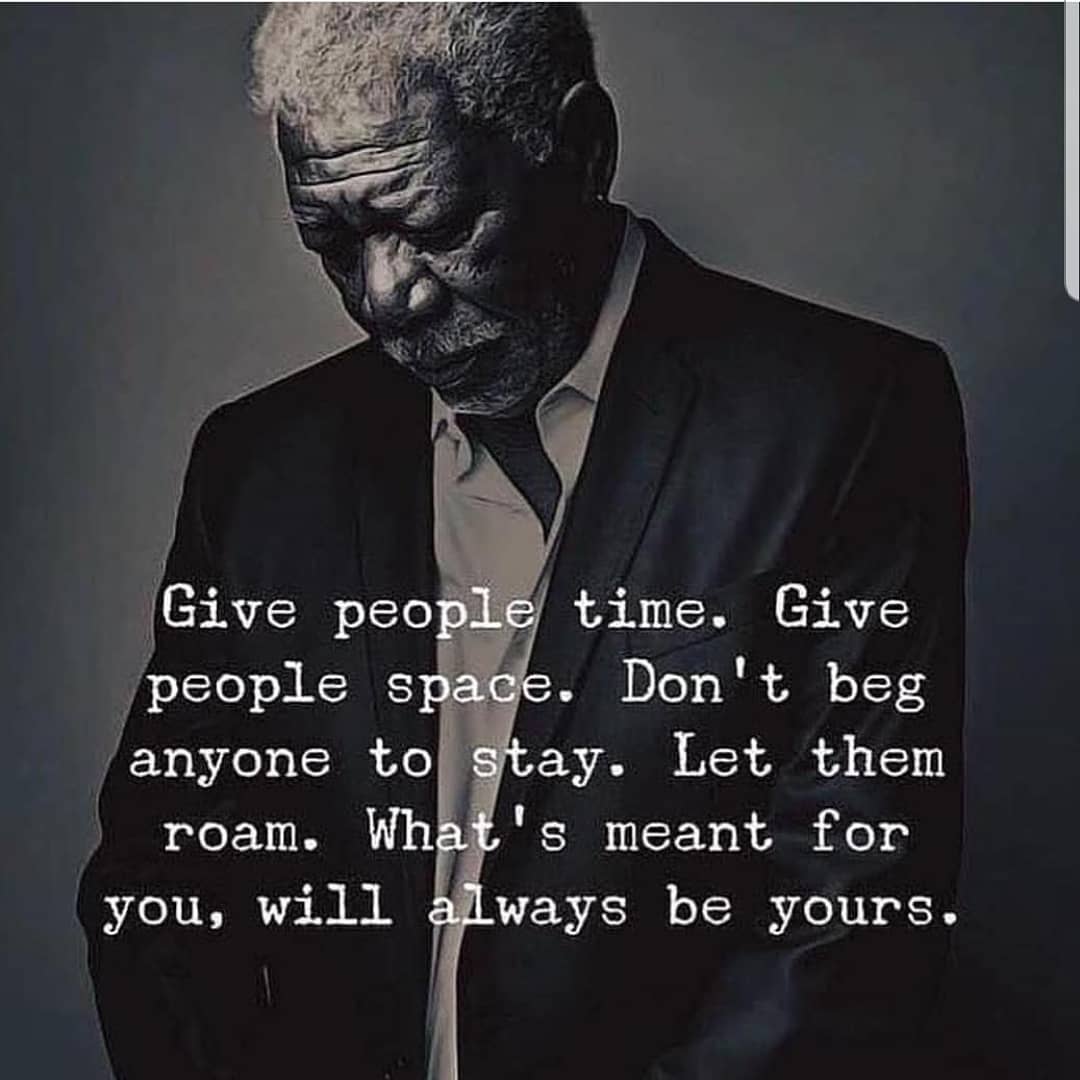 Give people time. Give
people space. Don't beg
anyone to stay. Let them
roam. What's meant for
you, will always be yours.